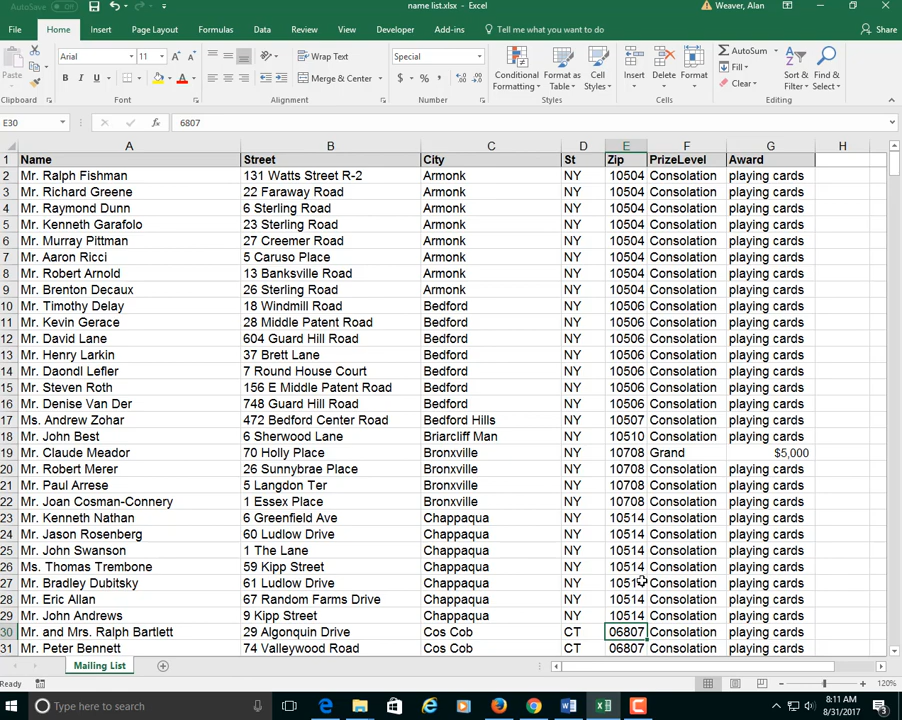 AutoSave Off name list.xlsx - Excel Weaver, Alan
File Home Insert Page Layout Formulas Data Review View Developer Add-ins Tell me what you want to do Share
Paste Arial 11 A A Wrap Text Special Conditional Formatting Format as Table Cell Styles Insert Delete Format AutoSum Sort & Filter Find & Select
B I U A Merge & Center $ % , Fill
Clear
Clipboard Font Alignment Number Styles Cells Editing
E30 fx 6807
A B C D E F G H
1 Name Street City St Zip PrizeLevel Award
2 Mr. Ralph Fishman 131 Watts Street R-2 Armonk NY 10504 Consolation playing cards
3 Mr. Richard Greene 22 Faraway Road Armonk NY 10504 Consolation playing cards
4 Mr. Raymond Dunn 6 Sterling Road Armonk NY 10504 Consolation playing cards
5 Mr. Kenneth Garafolo 23 Sterling Road Armonk NY 10504 Consolation playing cards
6 Mr. Murray Pittman 27 Creemer Road Armonk NY 10504 Consolation playing cards
7 Mr. Aaron Ricci 5 Caruso Place Armonk NY 10504 Consolation playing cards
8 Mr. Robert Arnold 13 Banksville Road Armonk NY 10504 Consolation playing cards
9 Mr. Brenton Decaux 26 Sterling Road Armonk NY 10504 Consolation playing cards
10 Mr. Timothy Delay 18 Windmill Road Bedford NY 10506 Consolation playing cards
11 Mr. Kevin Gerace 28 Middle Patent Road Bedford NY 10506 Consolation playing cards
12 Mr. David Lane 604 Guard Hill Road Bedford NY 10506 Consolation playing cards
13 Mr. Henry Larkin 37 Brett Lane Bedford NY 10506 Consolation playing cards
14 Mr. Daondl Lefler 7 Round House Court Bedford NY 10506 Consolation playing cards
15 Mr. Steven Roth 156 E Middle Patent Road Bedford NY 10506 Consolation playing cards
16 Mr. Denise Van Der 748 Guard Hill Road Bedford NY 10506 Consolation playing cards
17 Ms. Andrew Zohar 472 Bedford Center Road Bedford Hills NY 10507 Consolation playing cards
18 Mr. John Best 6 Sherwood Lane Briarcliff Man NY 10510 Consolation playing cards
19 Mr. Claude Meador 70 Holly Place Bronxville NY 10708 Grand $5,000
20 Mr. Robert Merer 26 Sunnybrae Place Bronxville NY 10708 Consolation playing cards
21 Mr. Paul Arrese 5 Langdon Ter Bronxville NY 10708 Consolation playing cards
22 Mr. Joan Cosman-Connery 1 Essex Place Bronxville NY 10708 Consolation playing cards
23 Mr. Kenneth Nathan 6 Greenfield Ave Chappaqua NY 10514 Consolation playing cards
24 Mr. Jason Rosenberg 60 Ludlow Drive Chappaqua NY 10514 Consolation playing cards
25 Mr. John Swanson 1 The Lane Chappaqua NY 10514 Consolation playing cards
26 Ms. Thomas Trembone 59 Kipp Street Chappaqua NY 10514 Consolation playing cards
27 Mr. Bradley Dubitsky 61 Ludlow Drive Chappaqua NY 10514 Consolation playing cards
28 Mr. Eric Allan 67 Random Farms Drive Chappaqua NY 10514 Consolation playing cards
29 Mr. John Andrews 9 Kipp Street Chappaqua NY 10514 Consolation playing cards
30 Mr. and Mrs. Ralph Bartlett 29 Algonquin Drive Cos Cob CT 06807 Consolation playing cards
31 Mr. Peter Bennett 74 Valleywood Road Cos Cob CT 06807 Consolation playing cards
Mailing List
Ready 120%
Type here to search 8:11 AM
8/31/2017 3